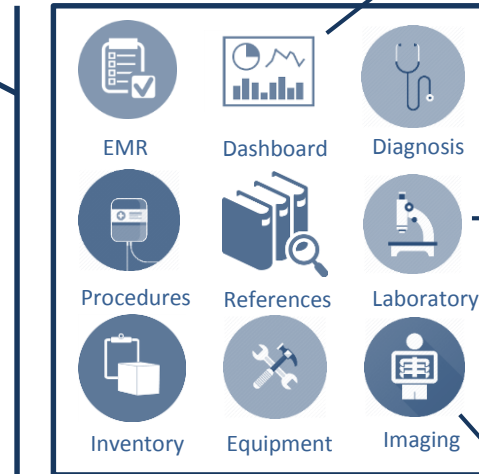 EMR Dashboard Diagnosis
Procedures References Laboratory
Inventory Equipment Imaging